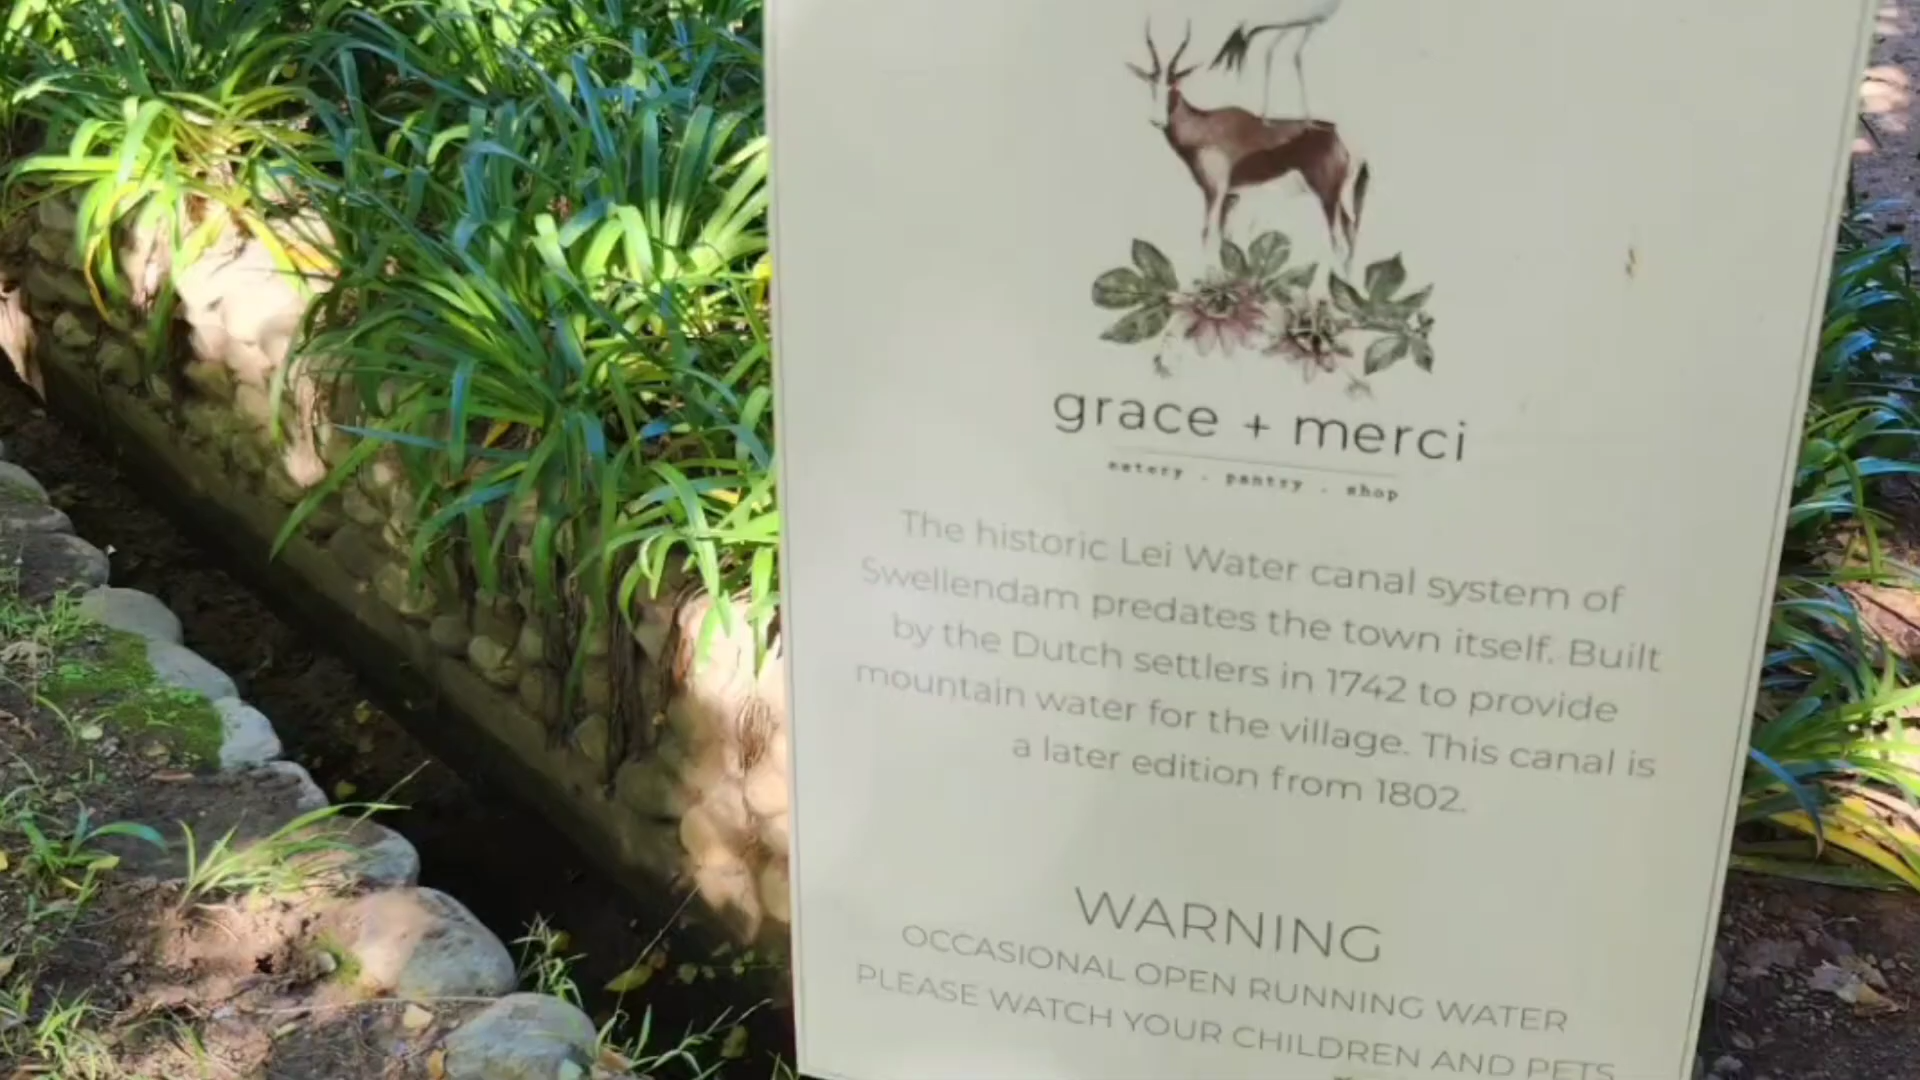 grace + merci
eatery . pantry . shop
The historic Lei Water canal system of
Swellendam predates the town itself. Built
by the Dutch settlers in 1742 to provide
mountain water for the village. This canal is
a later edition from 1802.
WARNING
OCCASIONAL OPEN RUNNING WATER
PLEASE WATCH YOUR CHILDREN AND PETS